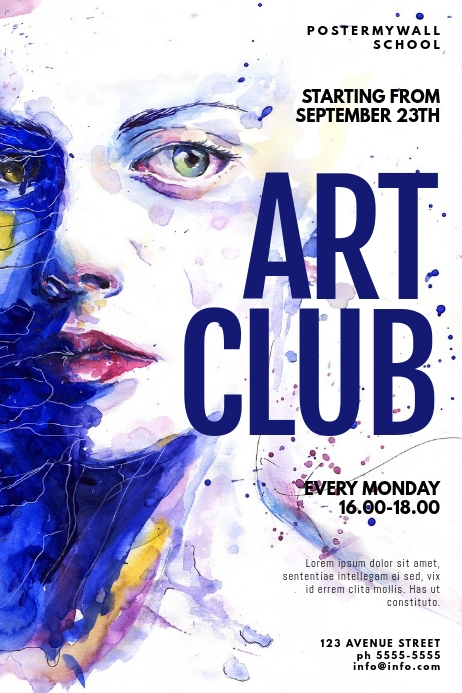 POSTERMYWALL
SCHOOL
STARTING FROM
SEPTEMBER 23TH
ART
CLUB
EVERY MONDAY
16.00-18.00
Lorem ipsum dolor sit amet,
sententiae intellegam ei sed, vix
id errem clita mollis. Has ut
constituto.
123 AVENUE STREET
ph 5555-5555
info@info.com